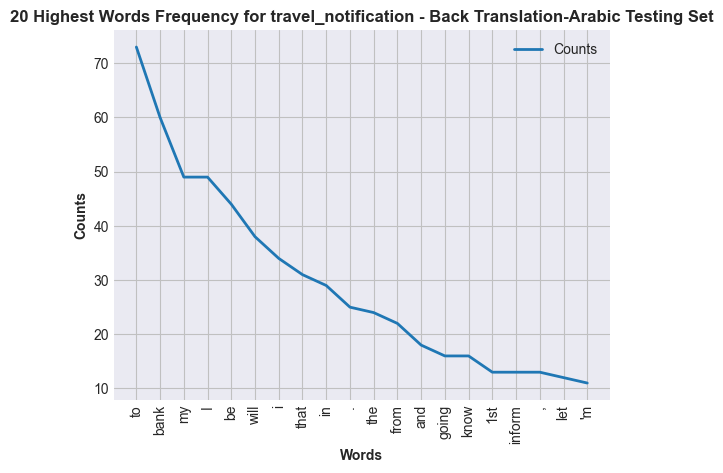 20 Highest Words Frequency for travel_notification - Back Translation-Arabic Testing Set
Counts
70
60
50
40
30
20
10
Counts
to
bank
my
I
be
will
i
that
in
.
the
from
and
going
know
1st
inform
,
let
'm
Words